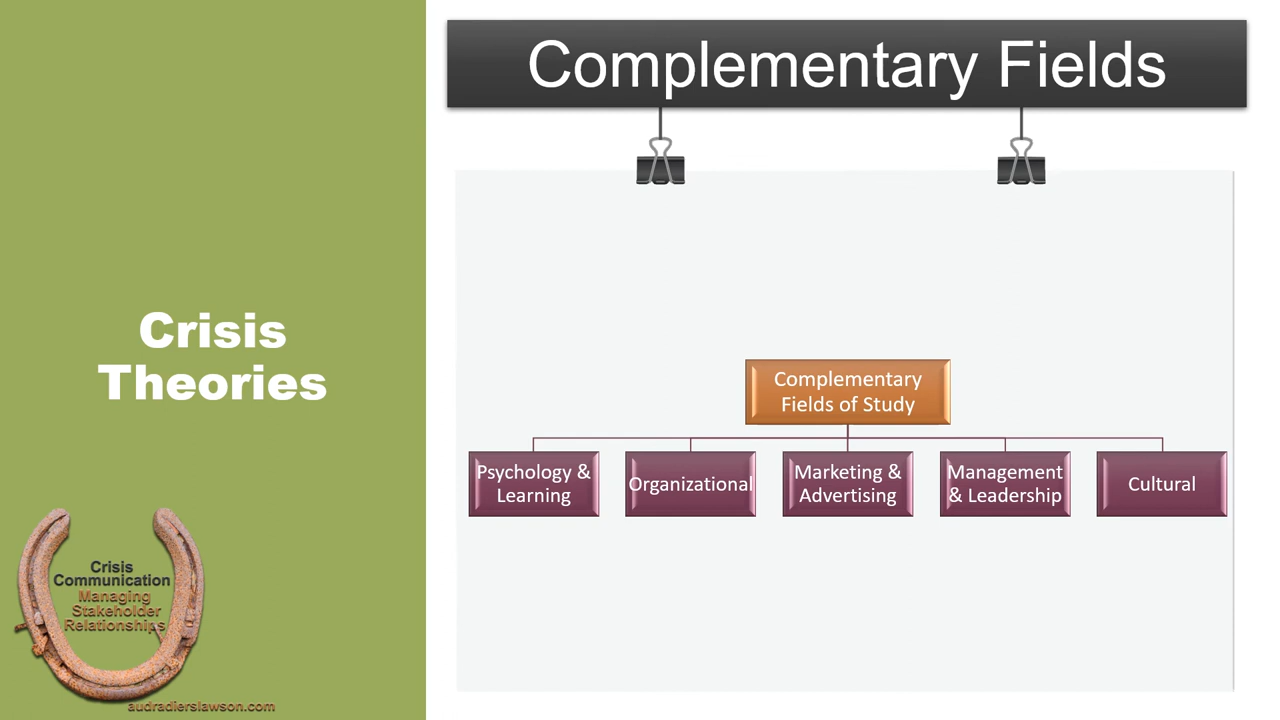 Complementary Fields
Crisis
Theories
Complementary
Fields of Study
Psychology &
Learning
Organizational
Marketing &
Advertising
Management
& Leadership
Cultural
Crisis
Communication
Managing
Stakeholder
Relationships
audradierslawson.com